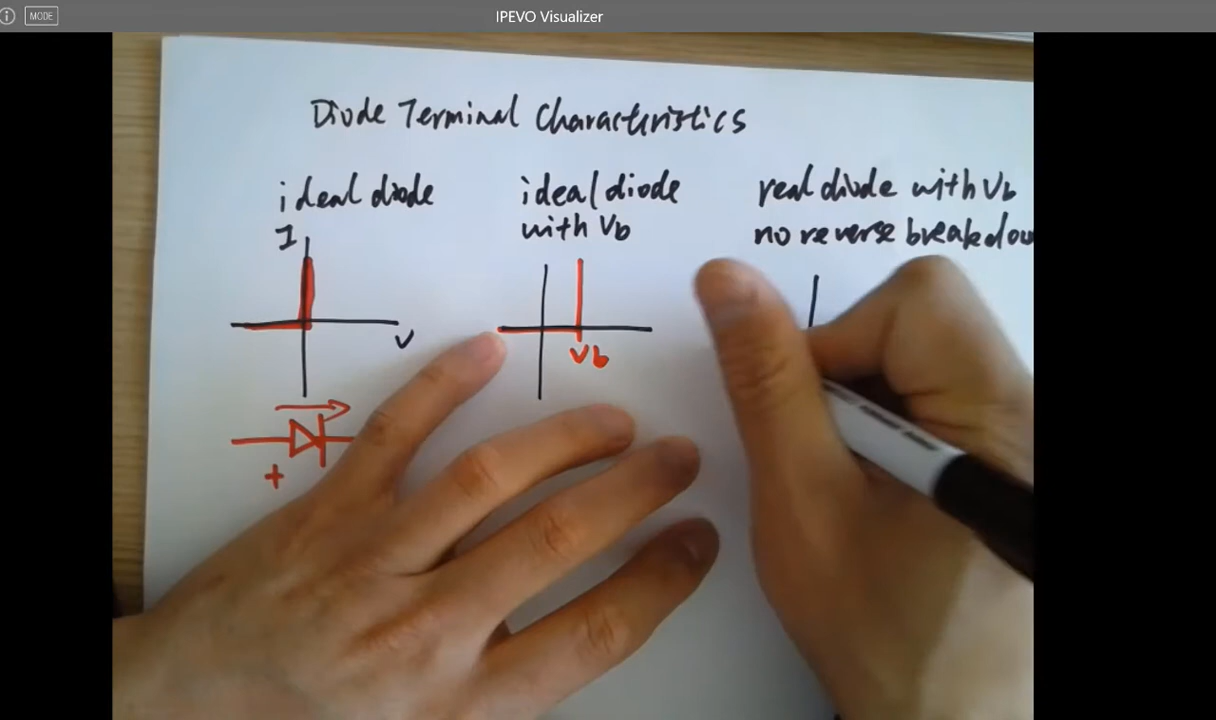 MODE
IPEVO Visualizer
Diode Terminal Characteristics
ideal diode
ideal diode
with Vb
real diode with Vb
no reverse breakdow
I
V
Vb
+